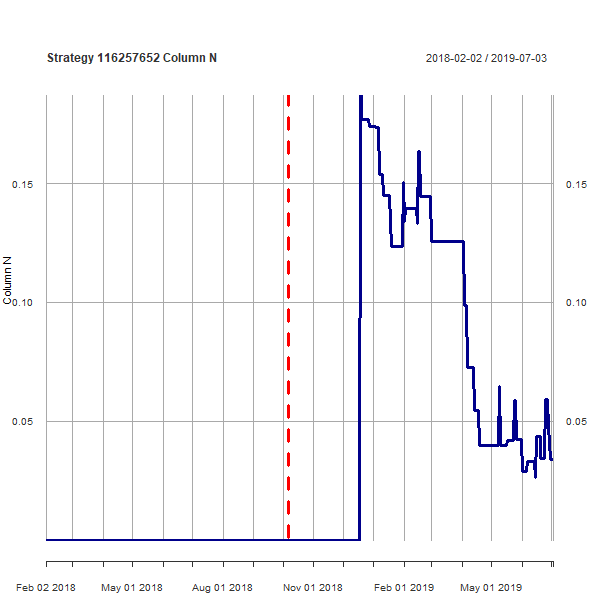 Strategy 116257652 Column N
2018-02-02 / 2019-07-03
0.15
0.15
Column N
0.10
0.10
0.05
0.05
Feb 02 2018
May 01 2018
Aug 01 2018
Nov 01 2018
Feb 01 2019
May 01 2019